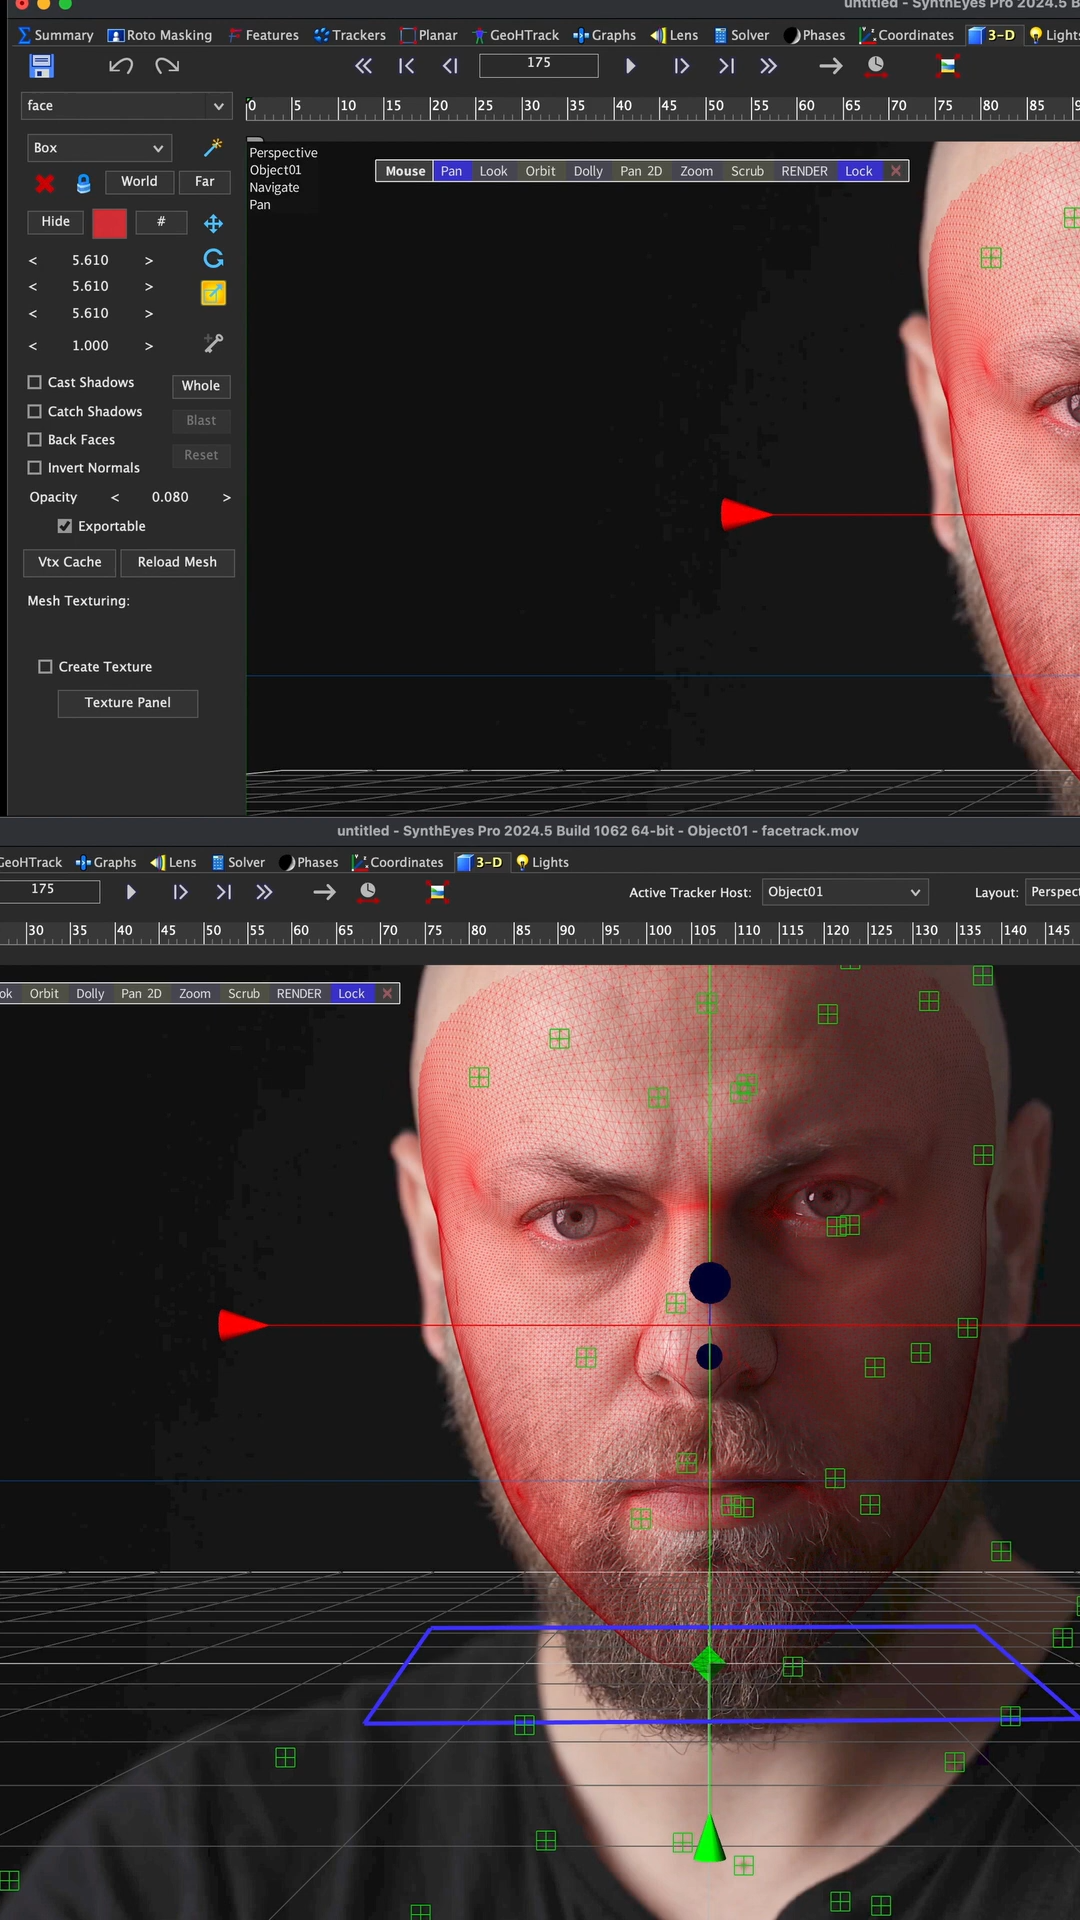 untitled - SynthEyes Pro 2024.5
Summary Roto Masking Features Trackers Planar GeoHTrack Graphs Lens Solver Phases Coordinates 3-D Lights
175
face
0 5 10 15 20 25 30 35 40 45 50 55 60 65 70 75 80 85
Box
Perspective
Object01
Navigate
Pan
Mouse Pan Look Orbit Dolly Pan 2D Zoom Scrub RENDER Lock
World Far
Hide #
< 5.610 >
< 5.610 >
< 5.610 >
< 1.000 >
Cast Shadows Whole
Catch Shadows Blast
Back Faces
Invert Normals Reset
Opacity < 0.080 >
Exportable
Vtx Cache Reload Mesh
Mesh Texturing:
Create Texture
Texture Panel
untitled - SynthEyes Pro 2024.5 Build 1062 64-bit - Object01 - facetrack.mov
GeoHTrack Graphs Lens Solver Phases Coordinates 3-D Lights
175 Active Tracker Host: Object01 Layout: Perspect
30 35 40 45 50 55 60 65 70 75 80 85 90 95 100 105 110 115 120 125 130 135 140 145
ok Orbit Dolly Pan 2D Zoom Scrub RENDER Lock